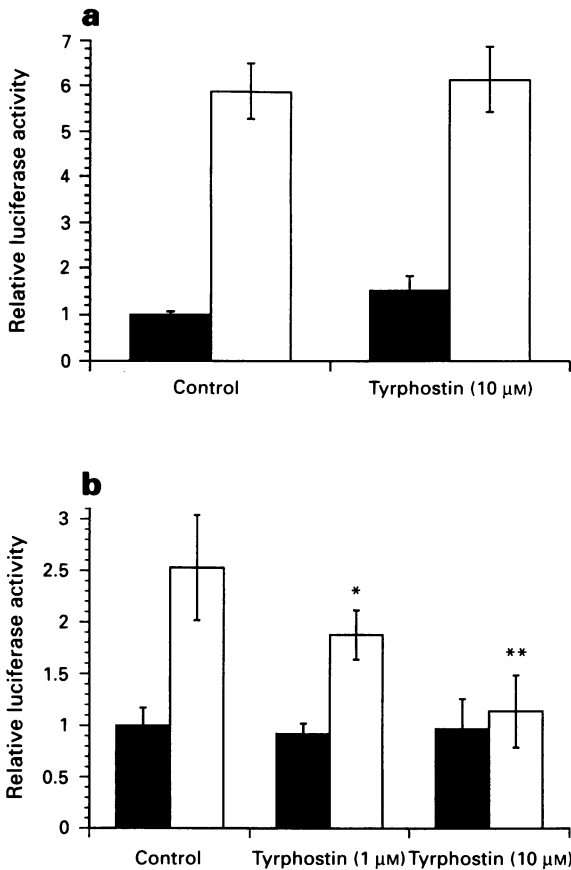 a
Relative luciferase activity
7
6
5
4
3
2
1
0
Control
Tyrphostin (10 μM)
b
Relative luciferase activity
3
2.5
2
1.5
1
0.5
0
*
**
Control
Tyrphostin (1 μM)
Tyrphostin (10 μM)